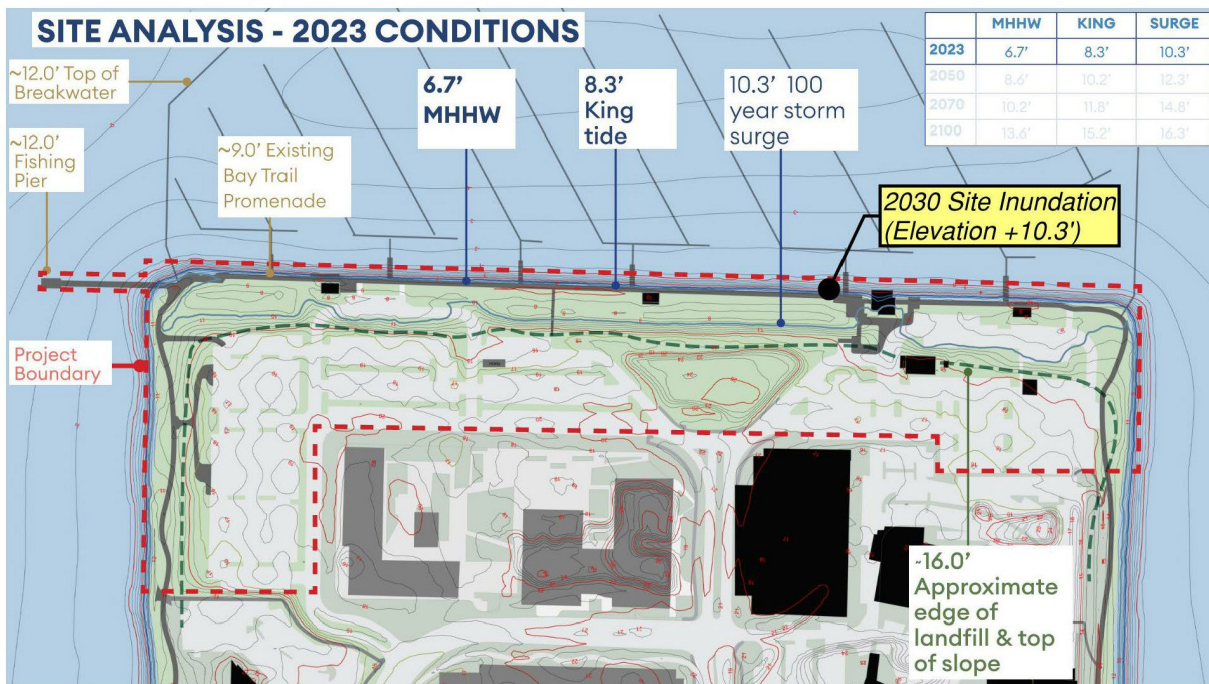 SITE ANALYSIS - 2023 CONDITIONS
MHHW KING SURGE
2023 6.7' 8.3' 10.3'
2050 8.6' 10.2' 12.3'
2070 10.2' 11.8' 14.8'
2100 13.6' 15.2' 16.3'
~12.0' Top of
Breakwater
6.7'
MHHW
8.3'
King
tide
10.3' 100
year storm
surge
~12.0'
Fishing
Pier
~9.0' Existing
Bay Trail
Promenade
2030 Site Inundation
(Elevation +10.3')
Project
Boundary
~16.0'
Approximate
edge of
landfill & top
of slope